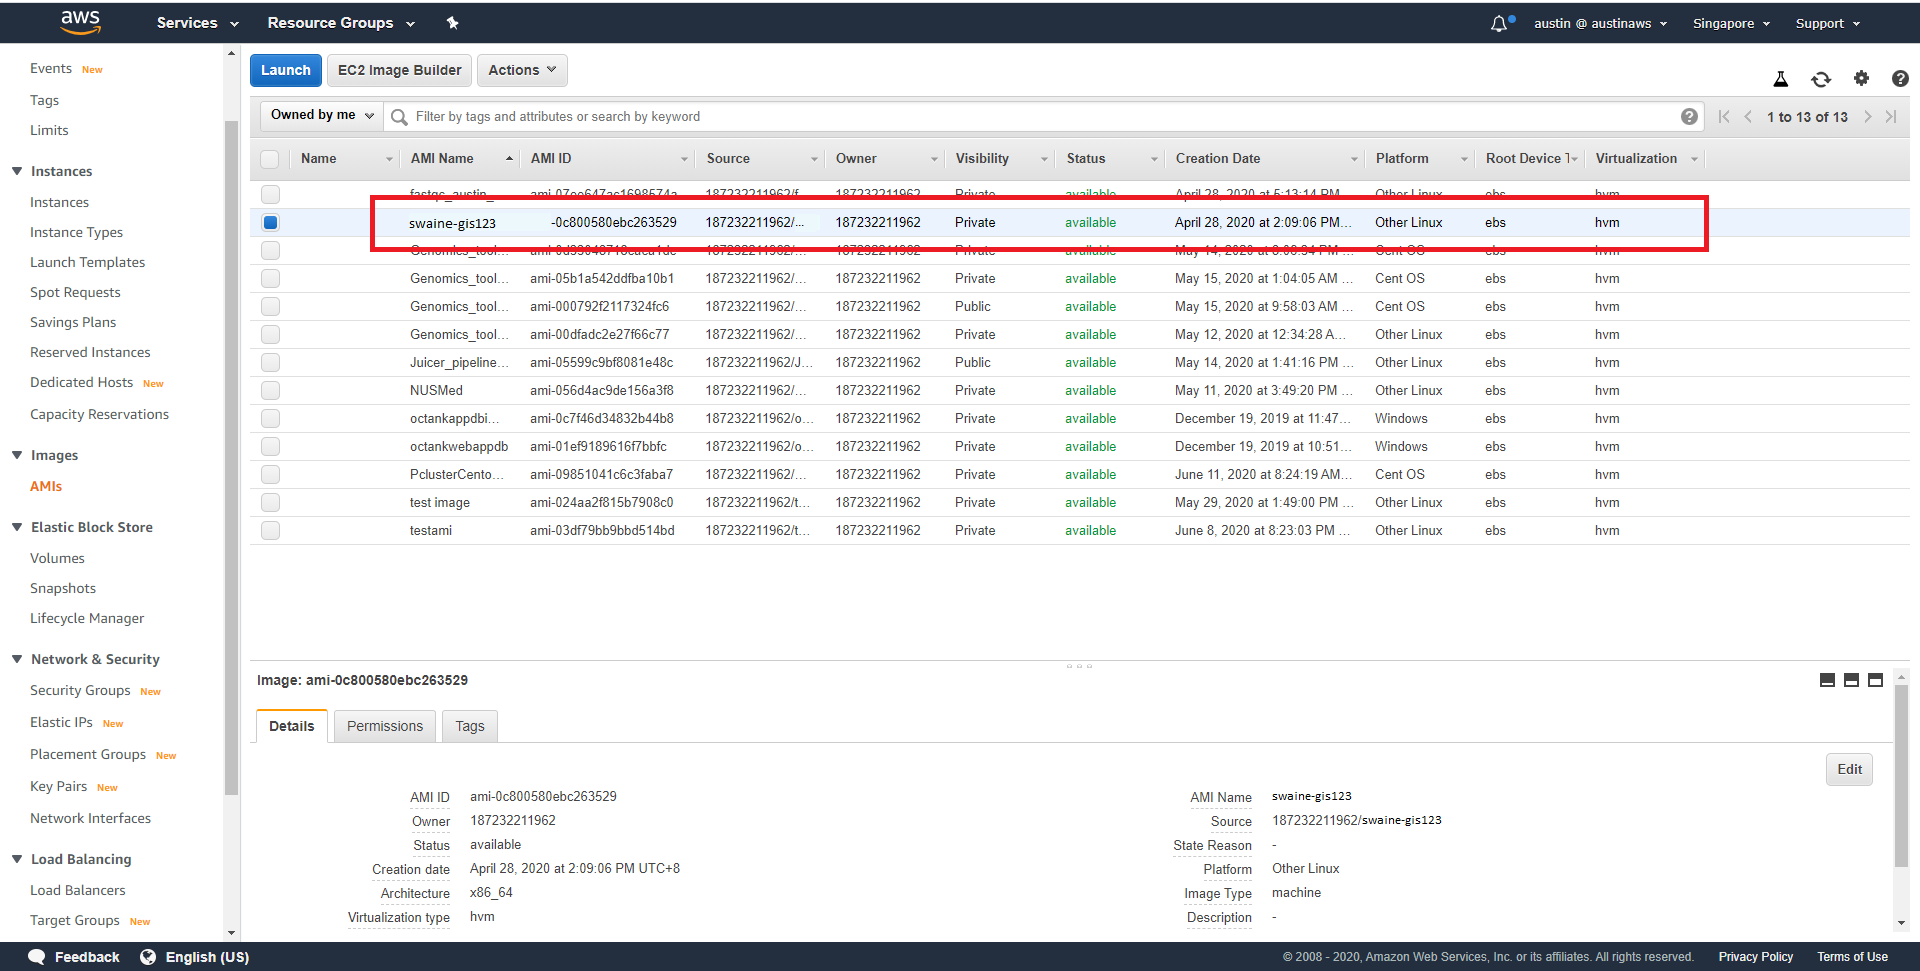 aws Services Resource Groups austin @ austinaws Singapore Support
Events New
Tags
Limits
Instances
Instances
Instance Types
Launch Templates
Spot Requests
Savings Plans
Reserved Instances
Dedicated Hosts New
Capacity Reservations
Images
AMIs
Elastic Block Store
Volumes
Snapshots
Lifecycle Manager
Network & Security
Security Groups New
Elastic IPs New
Placement Groups New
Key Pairs New
Network Interfaces
Load Balancing
Load Balancers
Target Groups New
Launch EC2 Image Builder Actions
Owned by me Filter by tags and attributes or search by keyword 1 to 13 of 13
Name AMI Name AMI ID Source Owner Visibility Status Creation Date Platform Root Device T Virtualization
fastqc_austin_ ami-07ee647ac1698574a 187232211962/f 187232211962 Private available April 28, 2020 at 5:13:14 PM Other Linux ebs hvm
swaine-gis123 -0c800580ebc263529 187232211962/... 187232211962 Private available April 28, 2020 at 2:09:06 PM... Other Linux ebs hvm
Genomics_tool... 187232211962/... 187232211962 Private available May 14, 2020 Cent OS ebs hvm
Genomics_tool... ami-05b1a542ddfba10b1 187232211962/... 187232211962 Private available May 15, 2020 at 1:04:05 AM ... Cent OS ebs hvm
Genomics_tool... ami-000792f2117324fc6 187232211962/... 187232211962 Public available May 15, 2020 at 9:58:03 AM ... Cent OS ebs hvm
Genomics_tool... ami-00dfadc2e27f66c77 187232211962/... 187232211962 Private available May 12, 2020 at 12:34:28 A... Other Linux ebs hvm
Juicer_pipeline... ami-05599c9bf8081e48c 187232211962/J... 187232211962 Public available May 14, 2020 at 1:41:16 PM ... Other Linux ebs hvm
NUSMed ami-056d4ac9de156a3f8 187232211962/... 187232211962 Private available May 11, 2020 at 3:49:20 PM ... Other Linux ebs hvm
octankappdbi... ami-0c7f46d34832b44b8 187232211962/o... 187232211962 Private available December 19, 2019 at 11:47... Windows ebs hvm
octankwebappdb ami-01ef9189616f7bbfc 187232211962/o... 187232211962 Private available December 19, 2019 at 10:51... Windows ebs hvm
PclusterCento... ami-09851041c6c3faba7 187232211962/... 187232211962 Private available June 11, 2020 at 8:24:19 AM... Cent OS ebs hvm
test image ami-024aa2f815b7908c0 187232211962/t... 187232211962 Private available May 29, 2020 at 1:49:00 PM ... Other Linux ebs hvm
testami ami-03df79bb9bbd514bd 187232211962/t... 187232211962 Private available June 8, 2020 at 8:23:03 PM ... Other Linux ebs hvm
Image: ami-0c800580ebc263529
Details Permissions Tags
Edit
AMI ID ami-0c800580ebc263529 AMI Name swaine-gis123
Owner 187232211962 Source 187232211962/swaine-gis123
Status available State Reason -
Creation date April 28, 2020 at 2:09:06 PM UTC+8 Platform Other Linux
Architecture x86_64 Image Type machine
Virtualization type hvm Description -
Feedback English (US) © 2008 - 2020, Amazon Web Services, Inc. or its affiliates. All rights reserved. Privacy Policy Terms of Use